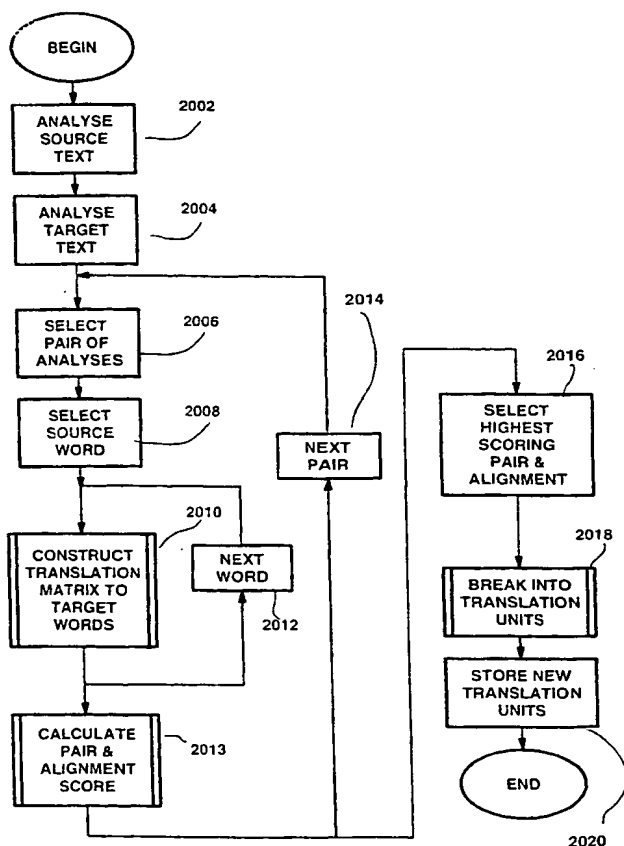 BEGIN
ANALYSE
SOURCE
TEXT
2002
ANALYSE
TARGET
TEXT
2004
SELECT
PAIR OF
ANALYSES
2006
SELECT
SOURCE
WORD
2008
CONSTRUCT
TRANSLATION
MATRIX TO
TARGET
WORDS
2010
NEXT
WORD
2012
CALCULATE
PAIR &
ALIGNMENT
SCORE
2013
NEXT
PAIR
2014
SELECT
HIGHEST
SCORING
PAIR &
ALIGNMENT
2016
BREAK INTO
TRANSLATION
UNITS
2018
STORE NEW
TRANSLATION
UNITS
END
2020